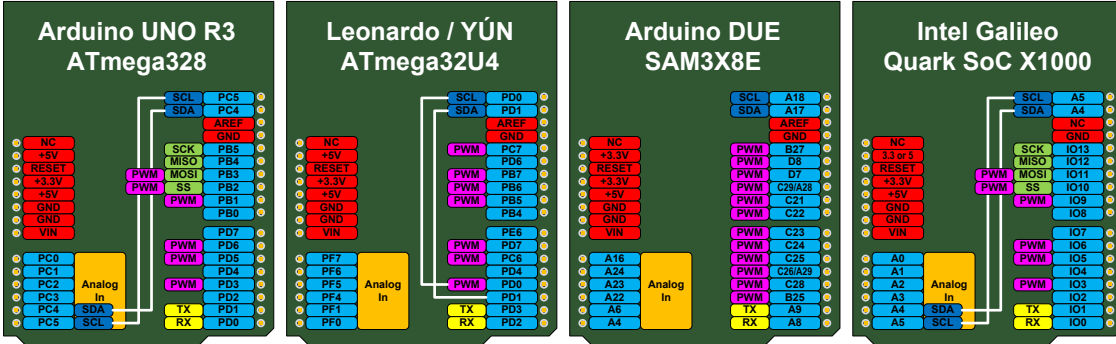 Arduino UNO R3
ATmega328
NC
+5V
RESET
+3.3V
+5V
GND
GND
VIN
PC0
PC1
PC2
PC3
PC4 SDA
PC5 SCL
Analog
In
SCL PC5
SDA PC4
AREF
GND
SCK PB5
MISO PB4
PWM MOSI PB3
PWM SS PB2
PWM PB1
PB0
PD7
PWM PD6
PWM PD5
PD4
PWM PD3
PD2
TX PD1
RX PD0
Leonardo / YÚN
ATmega32U4
NC
+5V
RESET
+3.3V
+5V
GND
GND
VIN
PF7
PF6
PF5
PF4
PF1
PF0
Analog
In
SCL PD0
SDA PD1
AREF
GND
PWM PC7
PD6
PWM PB7
PWM PB6
PWM PB5
PB4
PE6
PWM PD7
PWM PC6
PD4
PWM PD0
PD1
TX PD3
RX PD2
Arduino DUE
SAM3X8E
NC
+3.3V
RESET
+3.3V
+5V
GND
GND
VIN
A16
A24
A23
A22
A6
A4
Analog
In
SCL A18
SDA A17
AREF
GND
PWM B27
PWM D8
PWM D7
PWM C29/A28
PWM C21
PWM C22
PWM C23
PWM C24
PWM C25
PWM C26/A29
PWM C28
PWM B25
TX A9
RX A8
Intel Galileo
Quark SoC X1000
NC
3.3 or 5
RESET
+3.3V
+5V
GND
GND
VIN
A0
A1
A2
A3
A4 SDA
A5 SCL
Analog
In
SCL A5
SDA A4
NC
GND
SCK IO13
MISO IO12
PWM MOSI IO11
PWM SS IO10
PWM IO9
IO8
IO7
PWM IO6
PWM IO5
IO4
PWM IO3
IO2
TX IO1
RX IO0